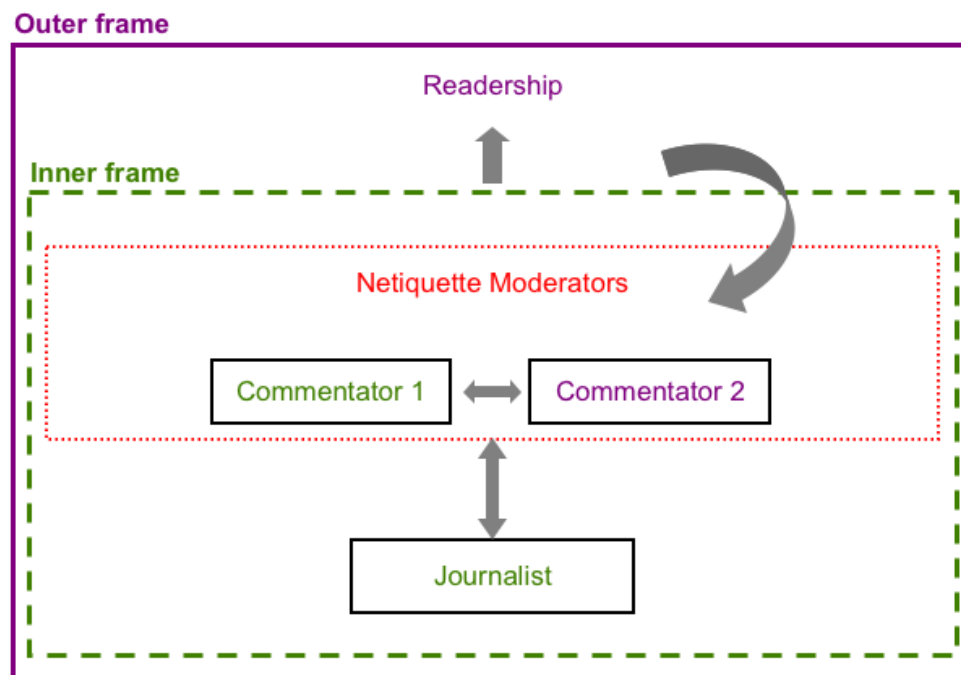 Outer frame
Readership
Inner frame
Netiquette Moderators
Commentator 1
Commentator 2
Journalist